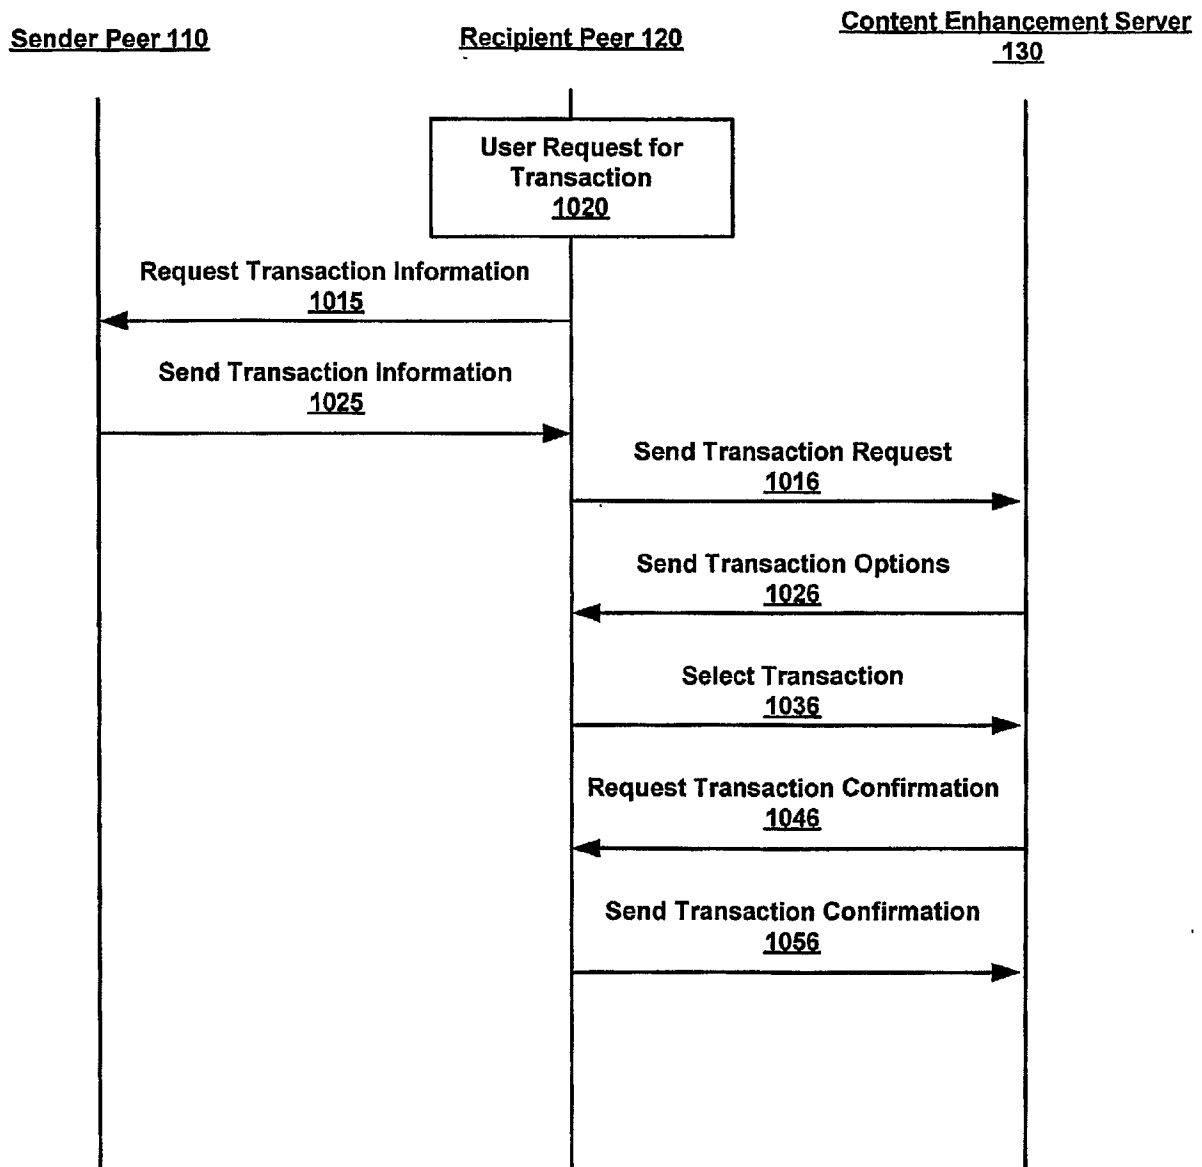 Sender Peer 110
Recipient Peer 120
Content Enhancement Server
130
User Request for
Transaction
1020
Request Transaction Information
1015
Send Transaction Information
1025
Send Transaction Request
1016
Send Transaction Options
1026
Select Transaction
1036
Request Transaction Confirmation
1046
Send Transaction Confirmation
1056